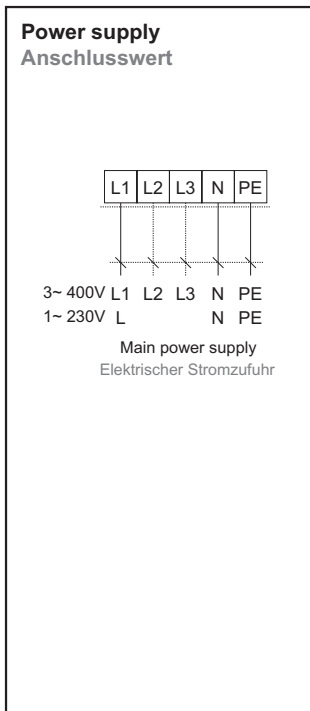 Power supply
Anschlusswert
L1 L2 L3 N PE
3~ 400V L1 L2 L3 N PE
1~ 230V L N PE
Main power supply
Elektrischer Stromzufuhr